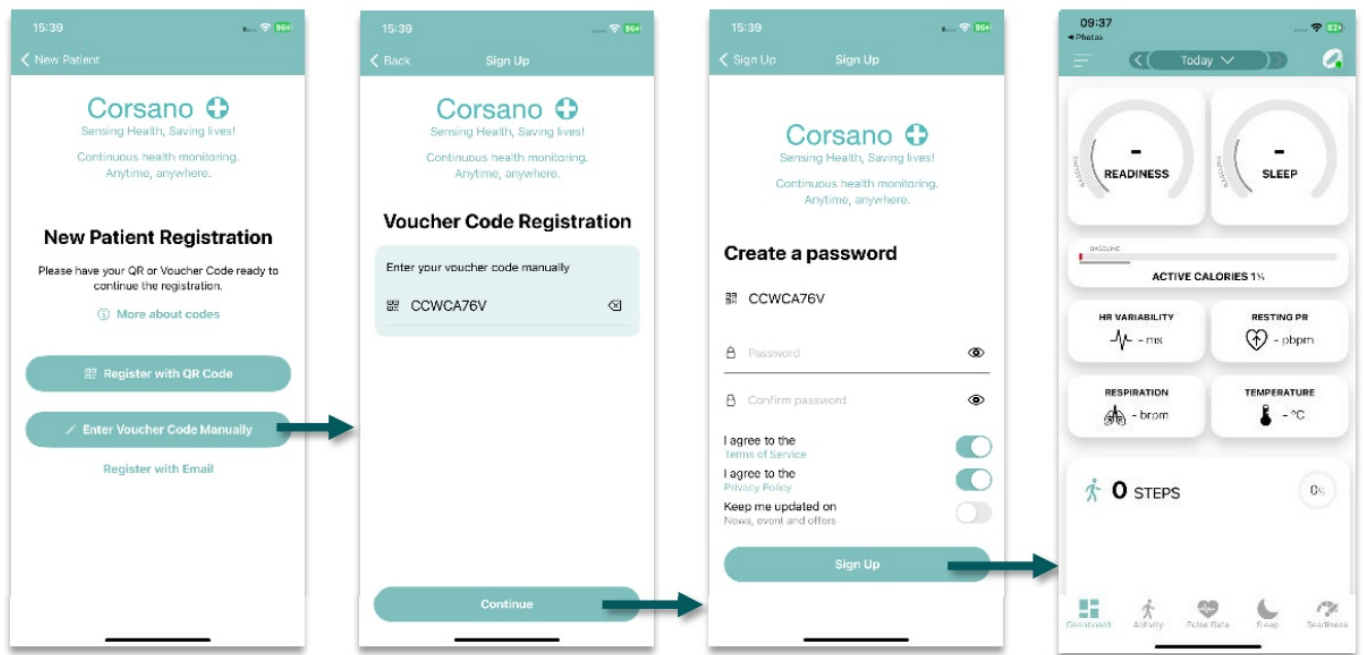 15:39
96+
New Patient
Corsano
Sensing Health, Saving lives!
Continuous health monitoring.
Anytime, anywhere.
New Patient Registration
Please have your QR or Voucher Code ready to
continue the registration.
More about codes
Register with QR Code
Enter Voucher Code Manually
Register with Email
15:39
96+
Back
Sign Up
Corsano
Sensing Health, Saving lives!
Continuous health monitoring.
Anytime, anywhere.
Voucher Code Registration
Enter your voucher code manually
CCWCA76V
Continue
15:39
96+
Sign Up
Sign Up
Corsano
Sensing Health, Saving lives!
Continuous health monitoring.
Anytime, anywhere.
Create a password
CCWCA76V
Password
Confirm password
I agree to the
Terms of Service
I agree to the
Privacy Policy
Keep me updated on
News, event and offers
Sign Up
09:37
82+
Photos
Today
-
READINESS
BASELINE
-
SLEEP
BASELINE
BASELINE
ACTIVE CALORIES 1%
HR VARIABILITY
- ms
RESTING PR
- pbpm
RESPIRATION
- brpm
TEMPERATURE
- °C
0 STEPS
0%
Dashboard
Activity
Pulse Rate
Sleep
Readiness